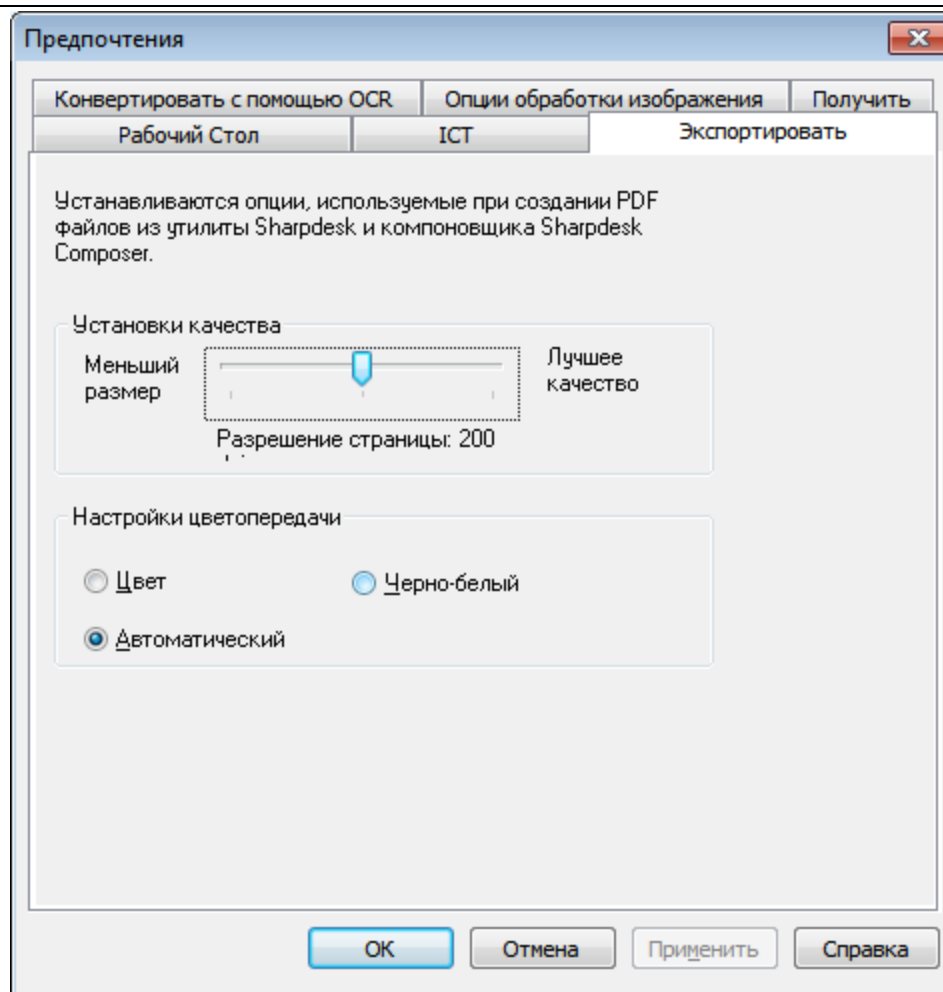 Предпочтения
Конвертировать с помощью OCR Опции обработки изображения Получить
Рабочий Стол ICT Экспортировать
Устанавливаются опции, используемые при создании PDF
файлов из утилиты Sharpdesk и компоновщика Sharpdesk
Composer.
Установки качества
Меньший
размер
Лучшее
качество
Разрешение страницы: 200
Настройки цветопередачи
Цвет Черно-белый
Автоматический
OK Отмена Применить Справка